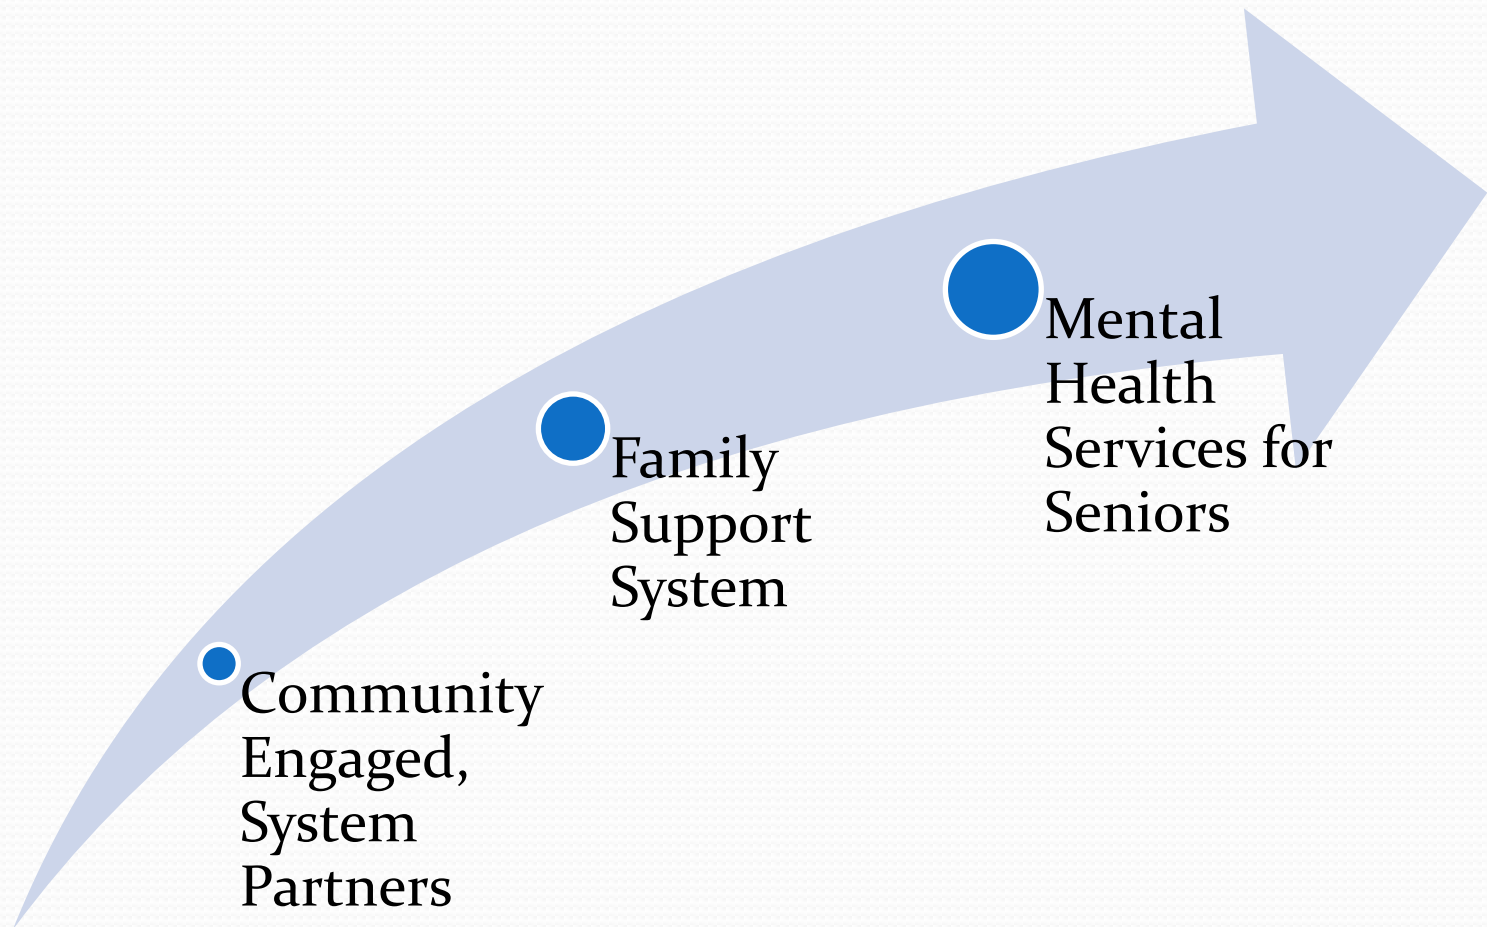 Community
Engaged,
System
Partners
Family
Support
System
Mental
Health
Services for
Seniors